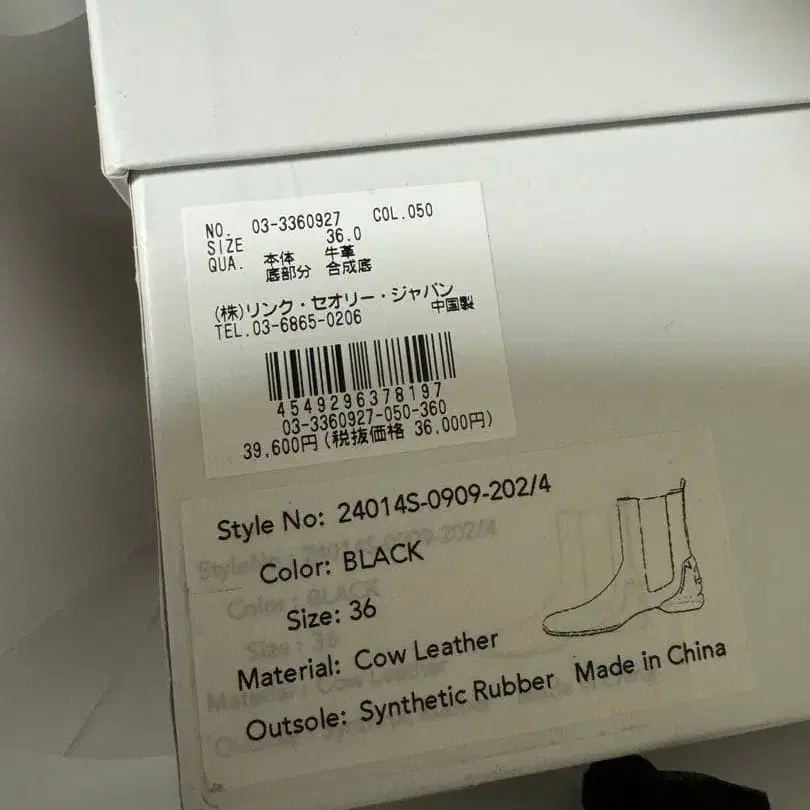 NO. 03-3360927 COL.050
SIZE 36.0
QUA. 本体 牛革
底部分 合成底
(株)リンク・セオリー・ジャパン
TEL.03-6865-0206 中国製
4549296378197
03-3360927-050-360
39,600円(税抜価格 36,000円)
Style No: 24014S-0909-202/4
Color: BLACK
Size: 36
Material: Cow Leather
Outsole: Synthetic Rubber Made in China